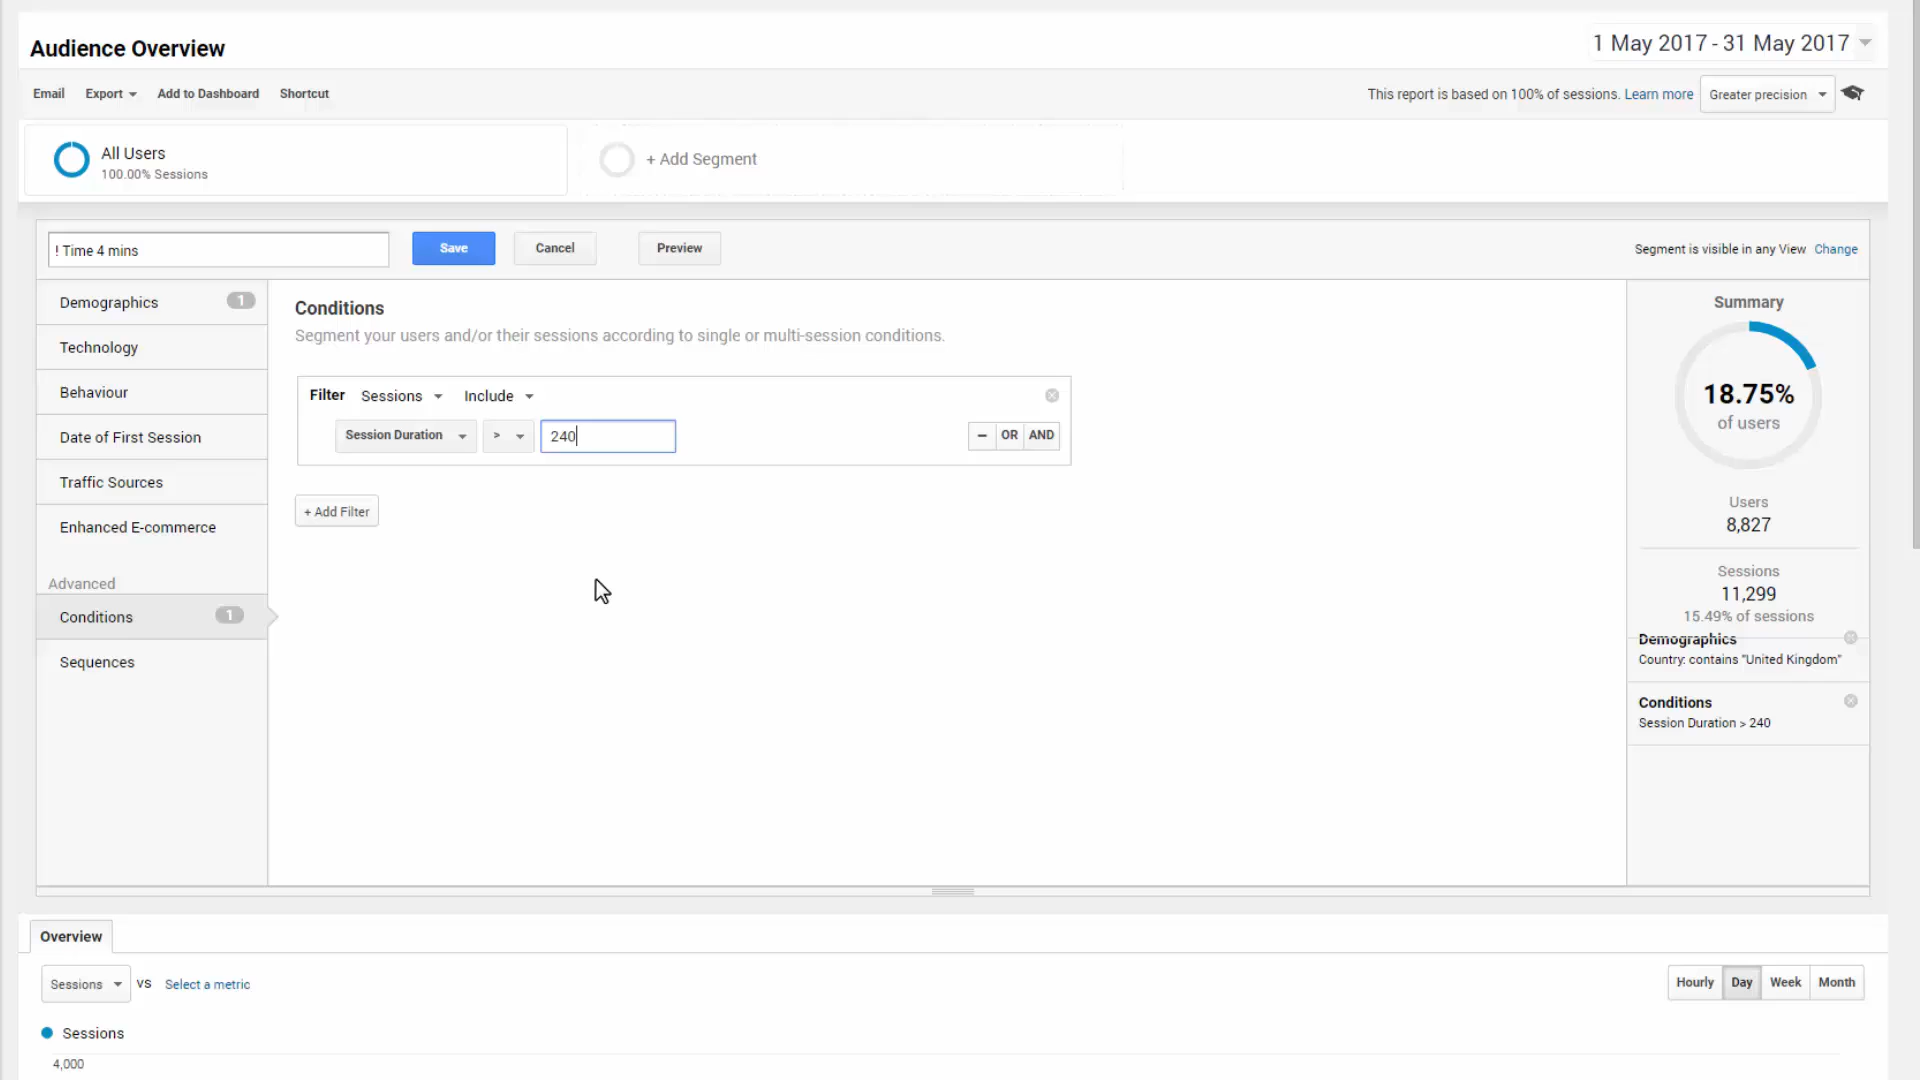 Audience Overview
1 May 2017 - 31 May 2017
Email Export Add to Dashboard Shortcut
This report is based on 100% of sessions. Learn more Greater precision
All Users
100.00% Sessions
+ Add Segment
! Time 4 mins
Save
Cancel
Preview
Segment is visible in any View Change
Demographics 1
Technology
Behaviour
Date of First Session
Traffic Sources
Enhanced E-commerce
Advanced
Conditions 1
Sequences
Conditions
Segment your users and/or their sessions according to single or multi-session conditions.
Filter Sessions Include
Session Duration > 240
– OR AND
+ Add Filter
Summary
18.75%
of users
Users
8,827
Sessions
11,299
15.49% of sessions
Demographics
Country: contains "United Kingdom"
Conditions
Session Duration > 240
Overview
Sessions VS Select a metric
Hourly Day Week Month
Sessions
4,000